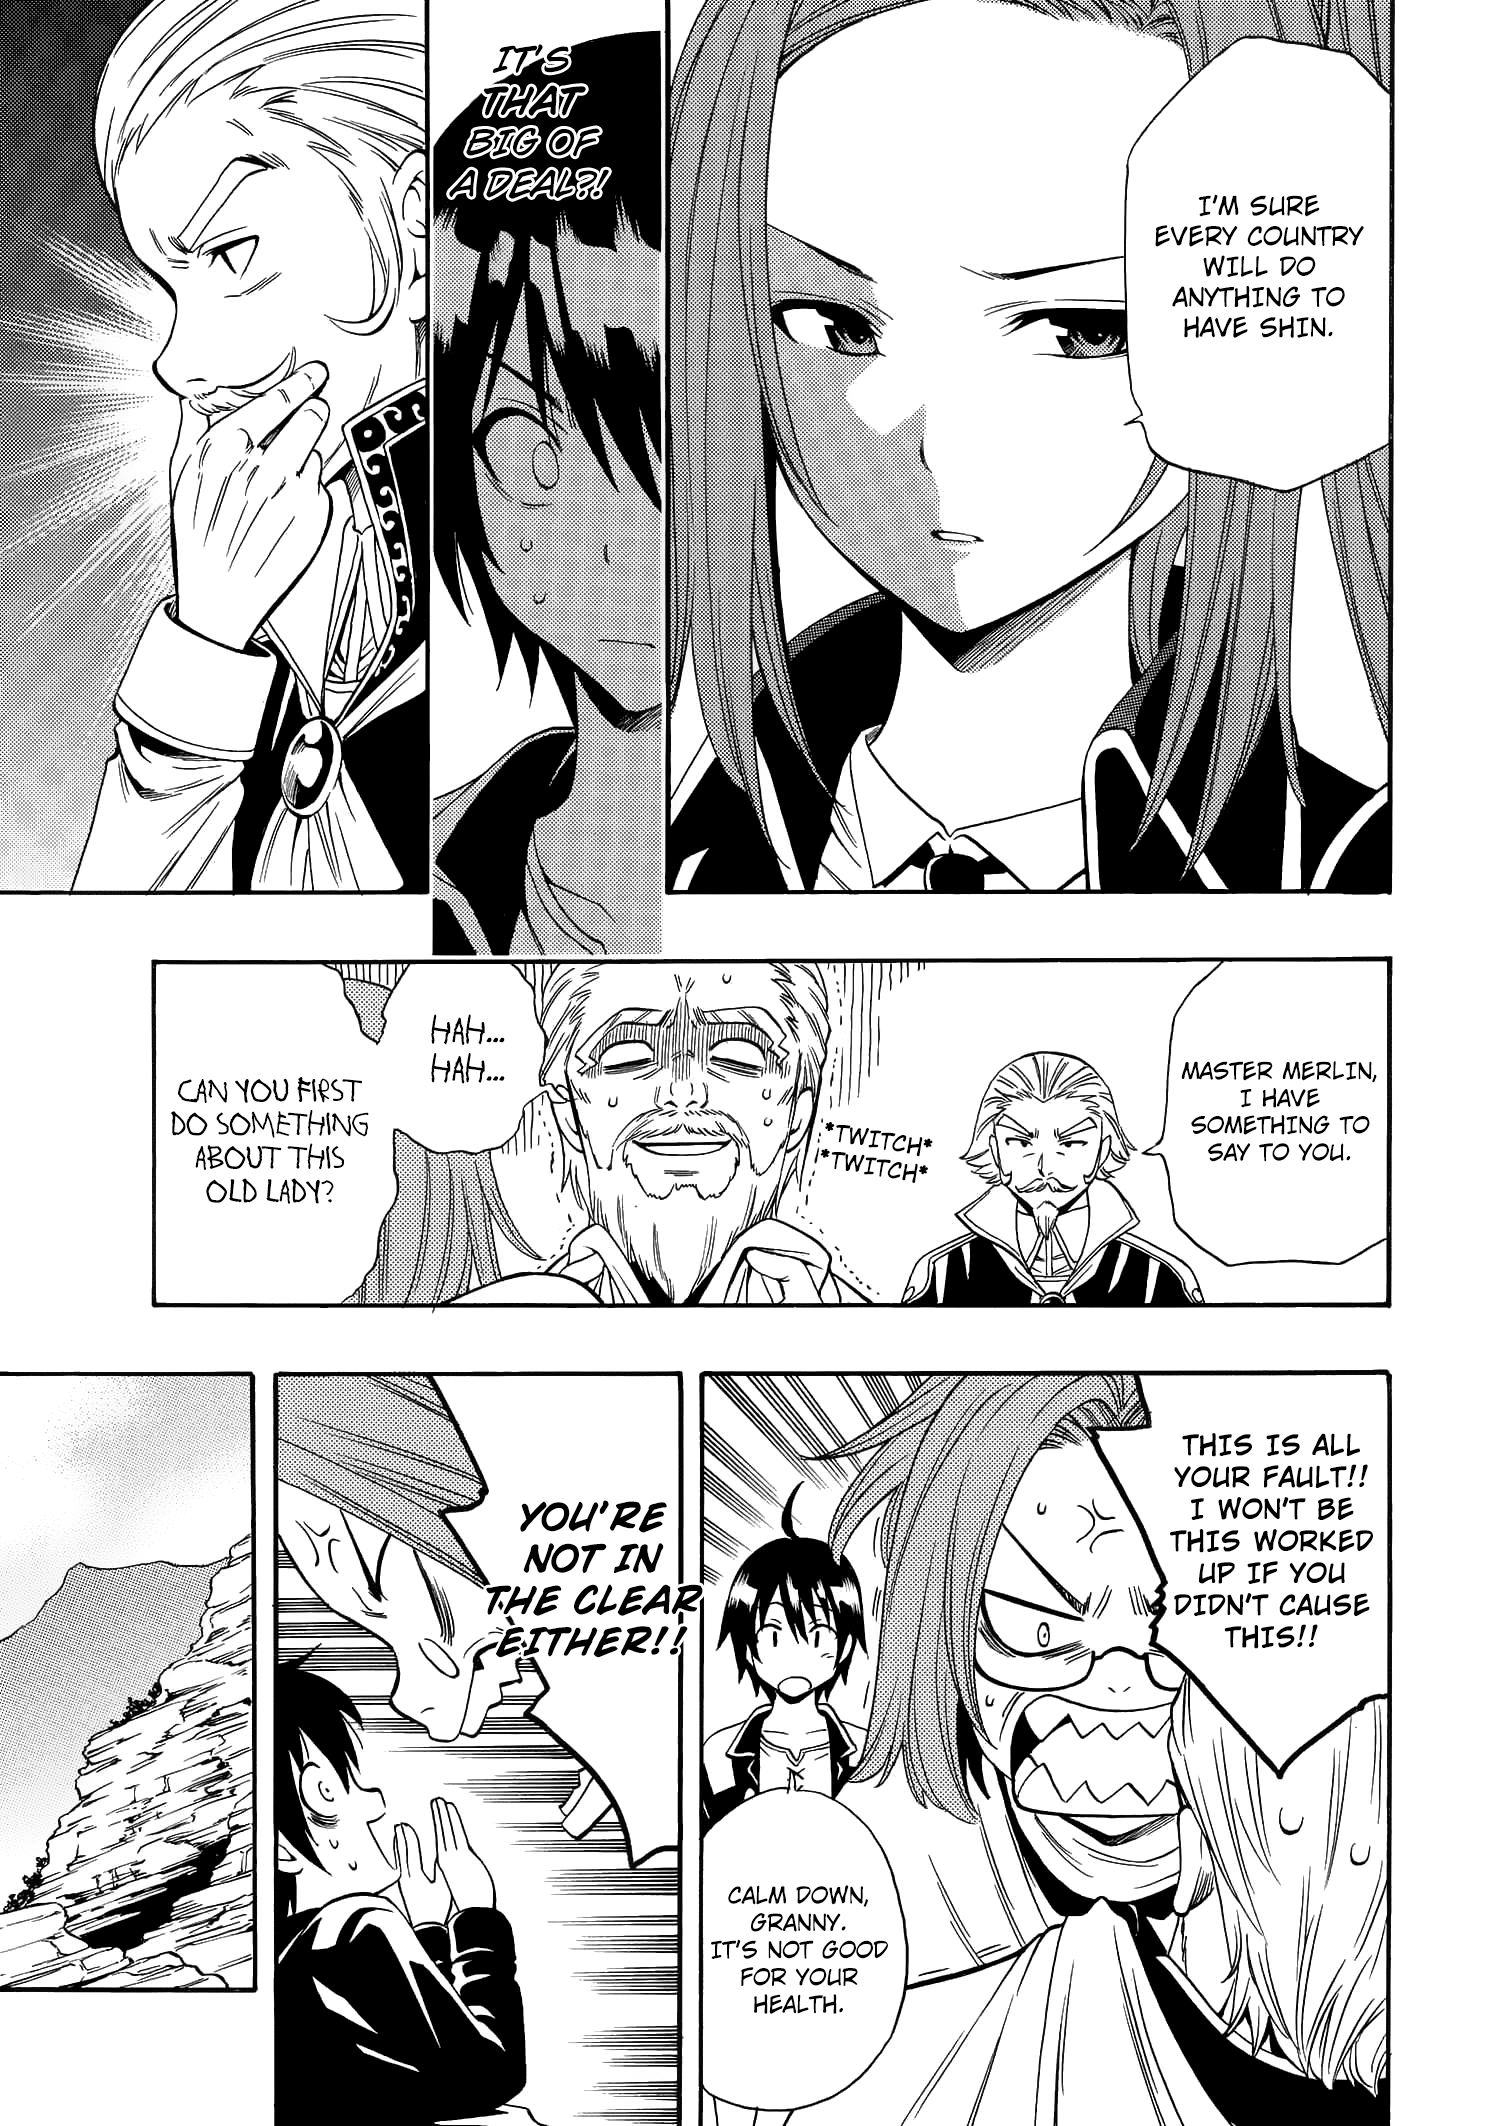 I'M SURE
EVERY COUNTRY
WILL DO
ANYTHING TO
HAVE SHIN.
IT'S
THAT
BIG OF
A DEAL?!
MASTER MERLIN,
I HAVE
SOMETHING TO
SAY TO YOU.
*TWITCH*
*TWITCH*
HAH...
HAH...
CAN YOU FIRST
DO SOMETHING
ABOUT THIS
OLD LADY?
THIS IS ALL
YOUR FAULT!!
I WON'T BE
THIS WORKED
UP IF YOU
DIDN'T CAUSE
THIS!!
CALM DOWN,
GRANNY.
IT'S NOT GOOD
FOR YOUR
HEALTH.
YOU'RE
NOT IN
THE CLEAR
EITHER!!